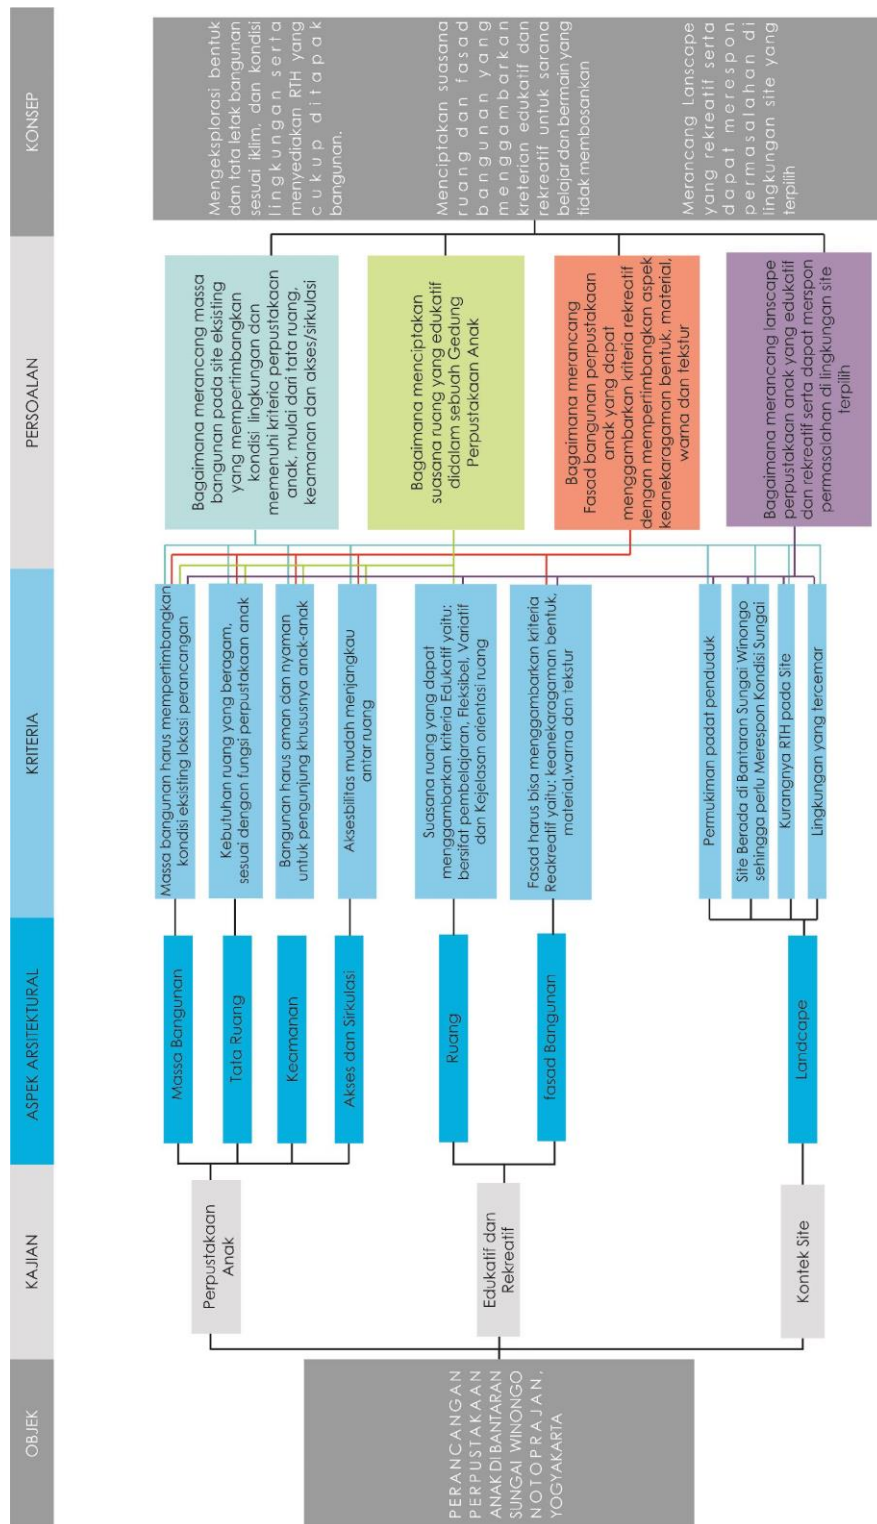 OBJEK
KAJIAN
ASPEK ARSITEKTURAL
KRITERIA
PERSOALAN
KONSEP
PERANCANGAN
PERPUSTAKAAN
ANAK DIBANTARAN
SUNGAI WINONGO
NOTOPRAJAN,
YOGYAKARTA
Perpustakaan
Anak
Edukatif dan
Rekreatif
Kontek Site
Massa Bangunan
Tata Ruang
Keamanan
Akses dan Sirkulasi
Ruang
fasad Bangunan
Landcape
Massa bangunan harus mempertimbangkan
kondisi eksisting lokasi perancangan
Kebutuhan ruang yang beragam,
sesuai dengan fungsi perpustakaan anak
Bangunan harus aman dan nyaman
untuk pengunjung khususnya anak-anak
Aksesbilitas mudah menjangkau
antar ruang
Suasana ruang yang dapat
menggambarkan kriteria Edukatif yaitu:
bersifat pembelajaran, Fleksibel, Variatif
dan Kejelasan orientasi ruang
Fasad harus bisa menggambarkan kriteria
Reakreatif yaitu: keanekaragaman bentuk,
material,warna dan tekstur
Permukiman padat penduduk
Site Berada di Bantaran Sungai Winongo
sehingga perlu Merespon Kondisi Sungai
Kurangnya RTH pada Site
Lingkungan yang tercemar
Bagaimana merancang massa
bangunan pada site eksisting
yang mempertimbangkan
kondisi lingkungan dan
memenuhi kriteria perpustakaan
anak, mulai dari tata ruang,
keamanan dan akses/sirkulasi
Bagaimana menciptakan
suasana ruang yang edukatif
didalam sebuah Gedung
Perpustakaan Anak
Bagaimana merancang
Fasad bangunan perpustakaan
anak yang dapat
menggambarkan kriteria rekreatif
dengan mempertimbangkan aspek
keanekaragaman bentuk, material,
warna dan tekstur
Bagaimana merancang lanscape
perpustakaan anak yang edukatif
dan rekreatif serta dapat merspon
permasalahan di lingkungan site
terpilih
Mengeksplorasi bentuk
dan tata letak bangunan
sesuai iklim, dan kondisi
lingkungan serta
menyediakan RTH yang
cukup ditapak
bangunan.
Menciptakan suasana
ruang dan fasad
bangunan yang
menggambarkan
kreterian edukatif dan
rekreatif untuk sarana
belajar dan bermain yang
tidak membosankan
Merancang Lanscape
yang rekreatif serta
dapat merespon
permasalahan di
lingkungan site yang
terpilih